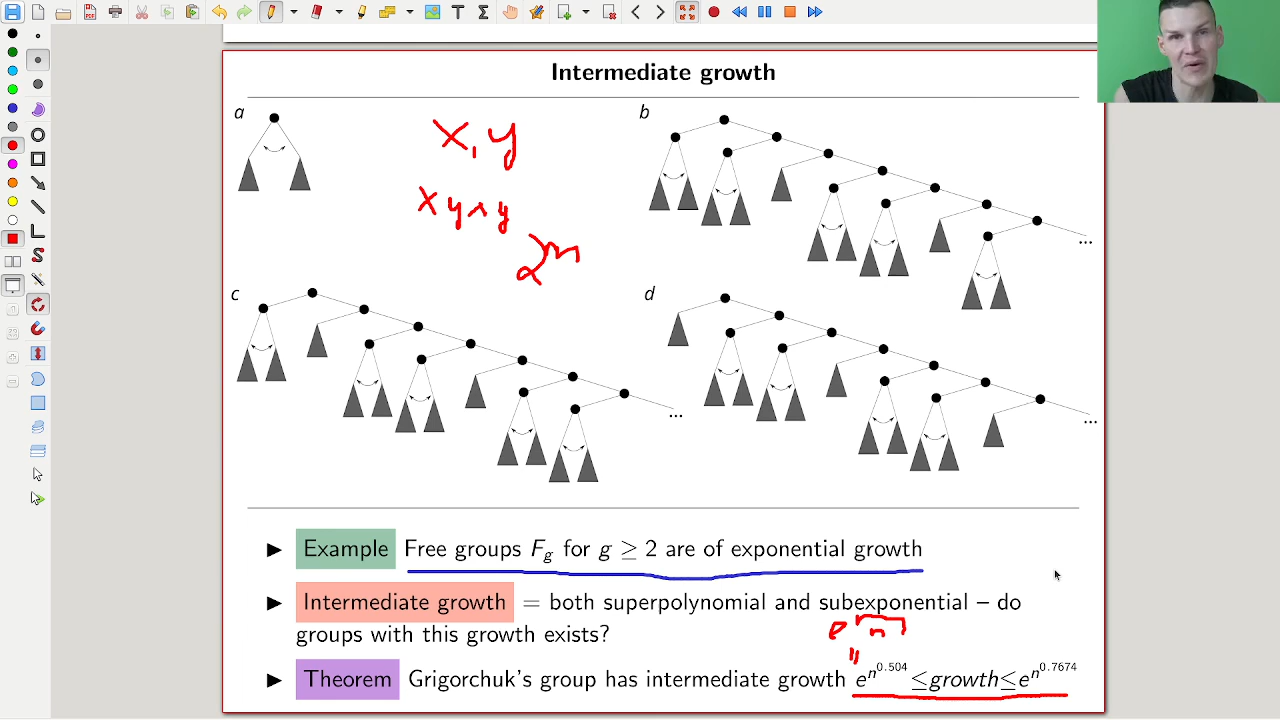 Intermediate growth
a
b
x, y
x y x y
2^n
c
d
...
...
...
► Example Free groups F_g for g ≥ 2 are of exponential growth
► Intermediate growth = both superpolynomial and subexponential – do
groups with this growth exists?
e n
► Theorem Grigorchuk's group has intermediate growth e^{n^{0.504}} ≤growth≤e^{n^{0.7674}}